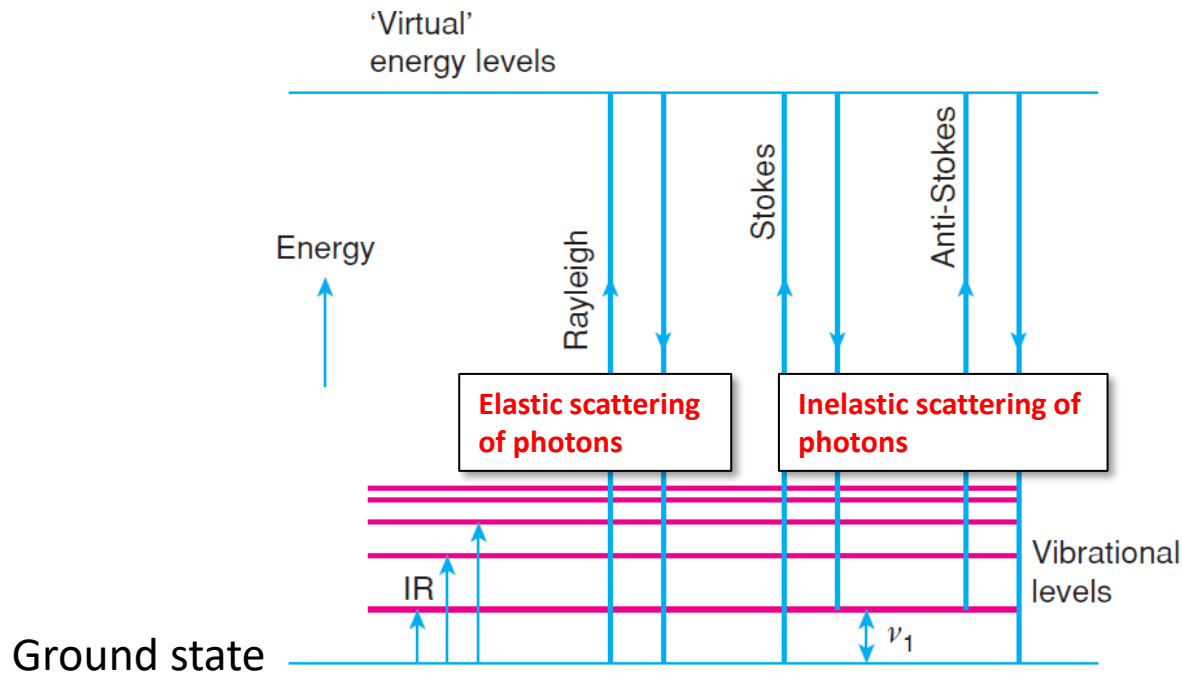 ‘Virtual’
energy levels
Energy
Rayleigh
Stokes
Anti-Stokes
Elastic scattering
of photons
Inelastic scattering of
photons
IR
Vibrational
levels
ν1
Ground state